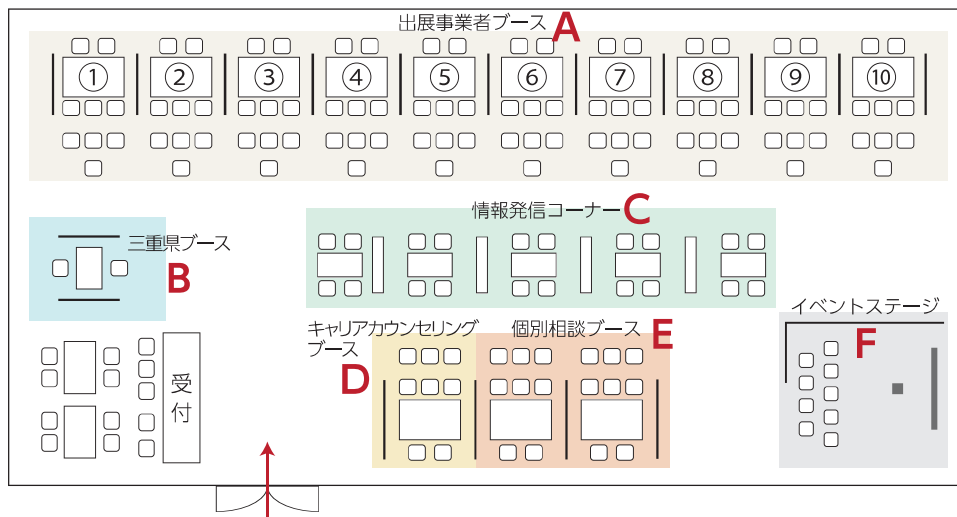 出展事業者ブース A
① ② ③ ④ ⑤ ⑥ ⑦ ⑧ ⑨ ⑩
情報発信コーナー C
三重県ブース
B
イベントステージ
F
キャリアカウンセリング
ブース
D
個別相談ブース E
受付